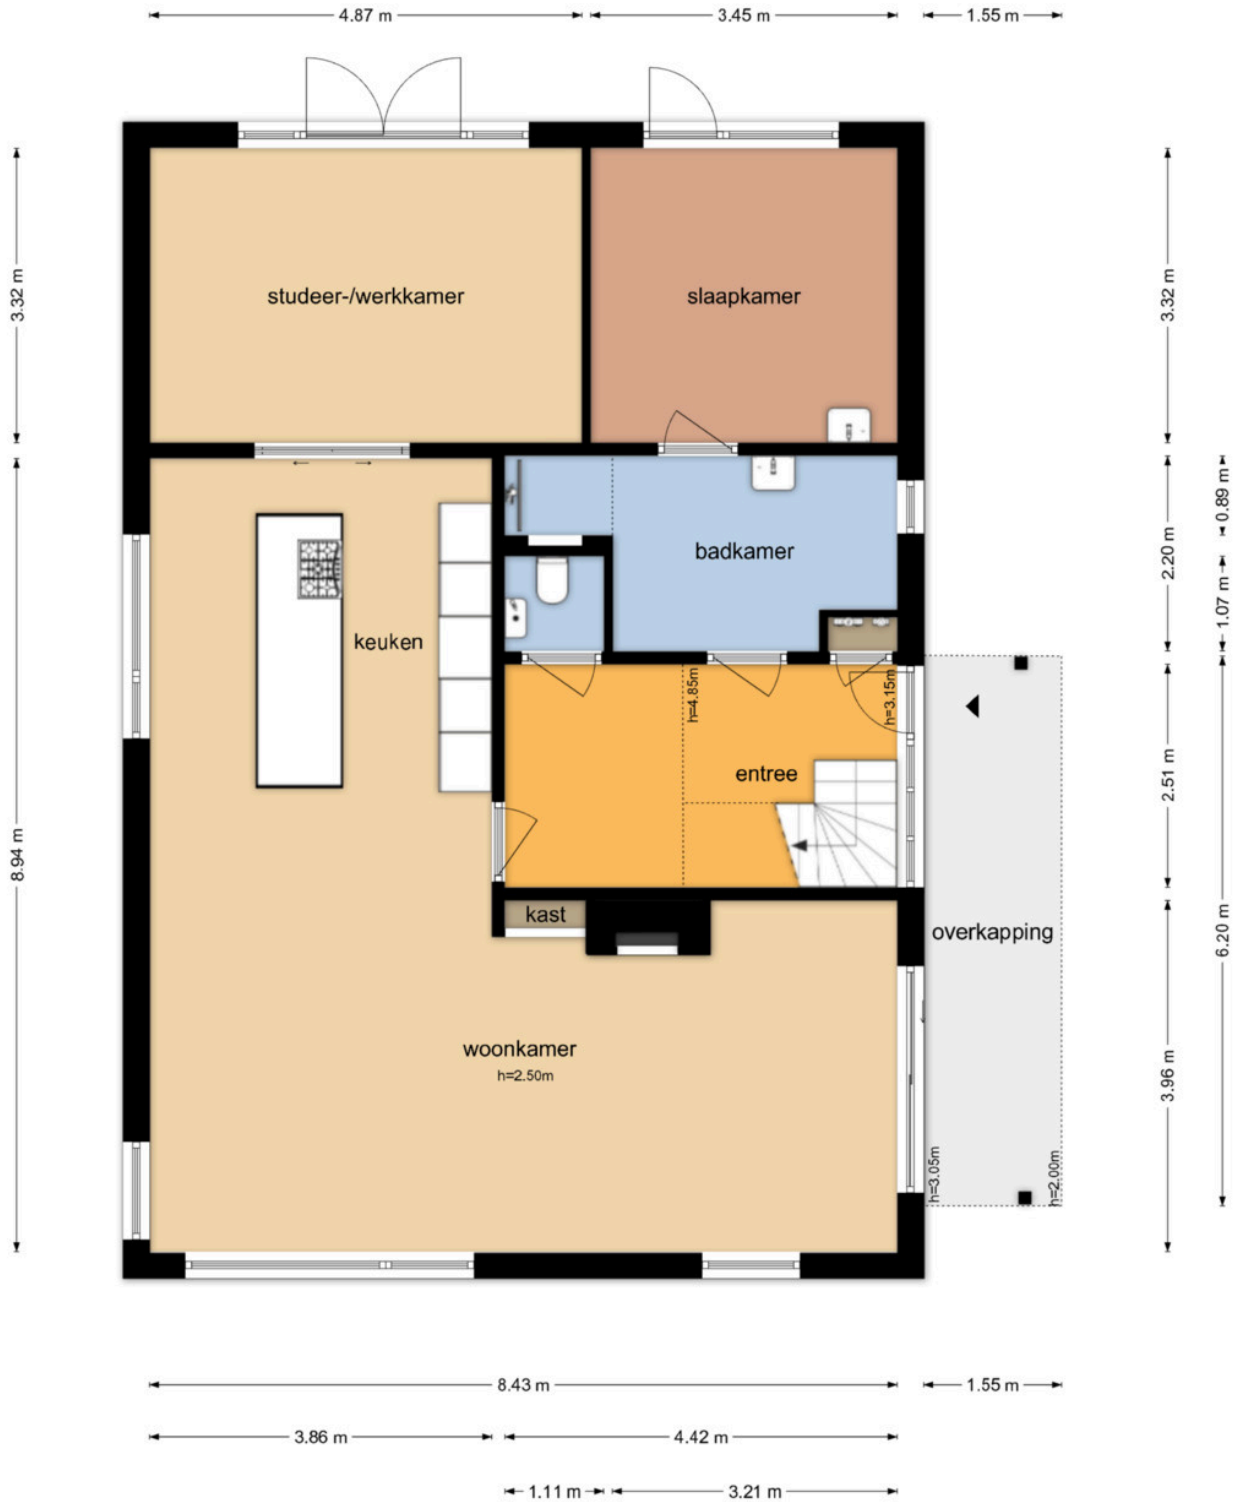 4.87 m
3.45 m
1.55 m
3.32 m
studeer-/werkkamer
slaapkamer
3.32 m
0.89 m
2.20 m
badkamer
1.07 m
keuken
h=4.85m
h=3.15m
entree
2.51 m
8.94 m
kast
overkapping
6.20 m
woonkamer
h=2.50m
3.96 m
h=3.05m
h=2.00m
8.43 m
1.55 m
3.86 m
4.42 m
1.11 m
3.21 m